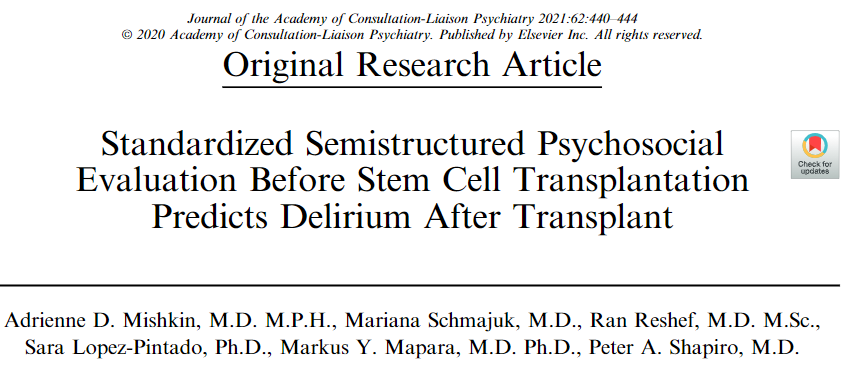 Journal of the Academy of Consultation-Liaison Psychiatry 2021:62:440–444
© 2020 Academy of Consultation-Liaison Psychiatry. Published by Elsevier Inc. All rights reserved.
Original Research Article
Standardized Semistructured Psychosocial
Evaluation Before Stem Cell Transplantation
Predicts Delirium After Transplant
Check for
updates
Adrienne D. Mishkin, M.D. M.P.H., Mariana Schmajuk, M.D., Ran Reshef, M.D. M.Sc.,
Sara Lopez-Pintado, Ph.D., Markus Y. Mapara, M.D. Ph.D., Peter A. Shapiro, M.D.